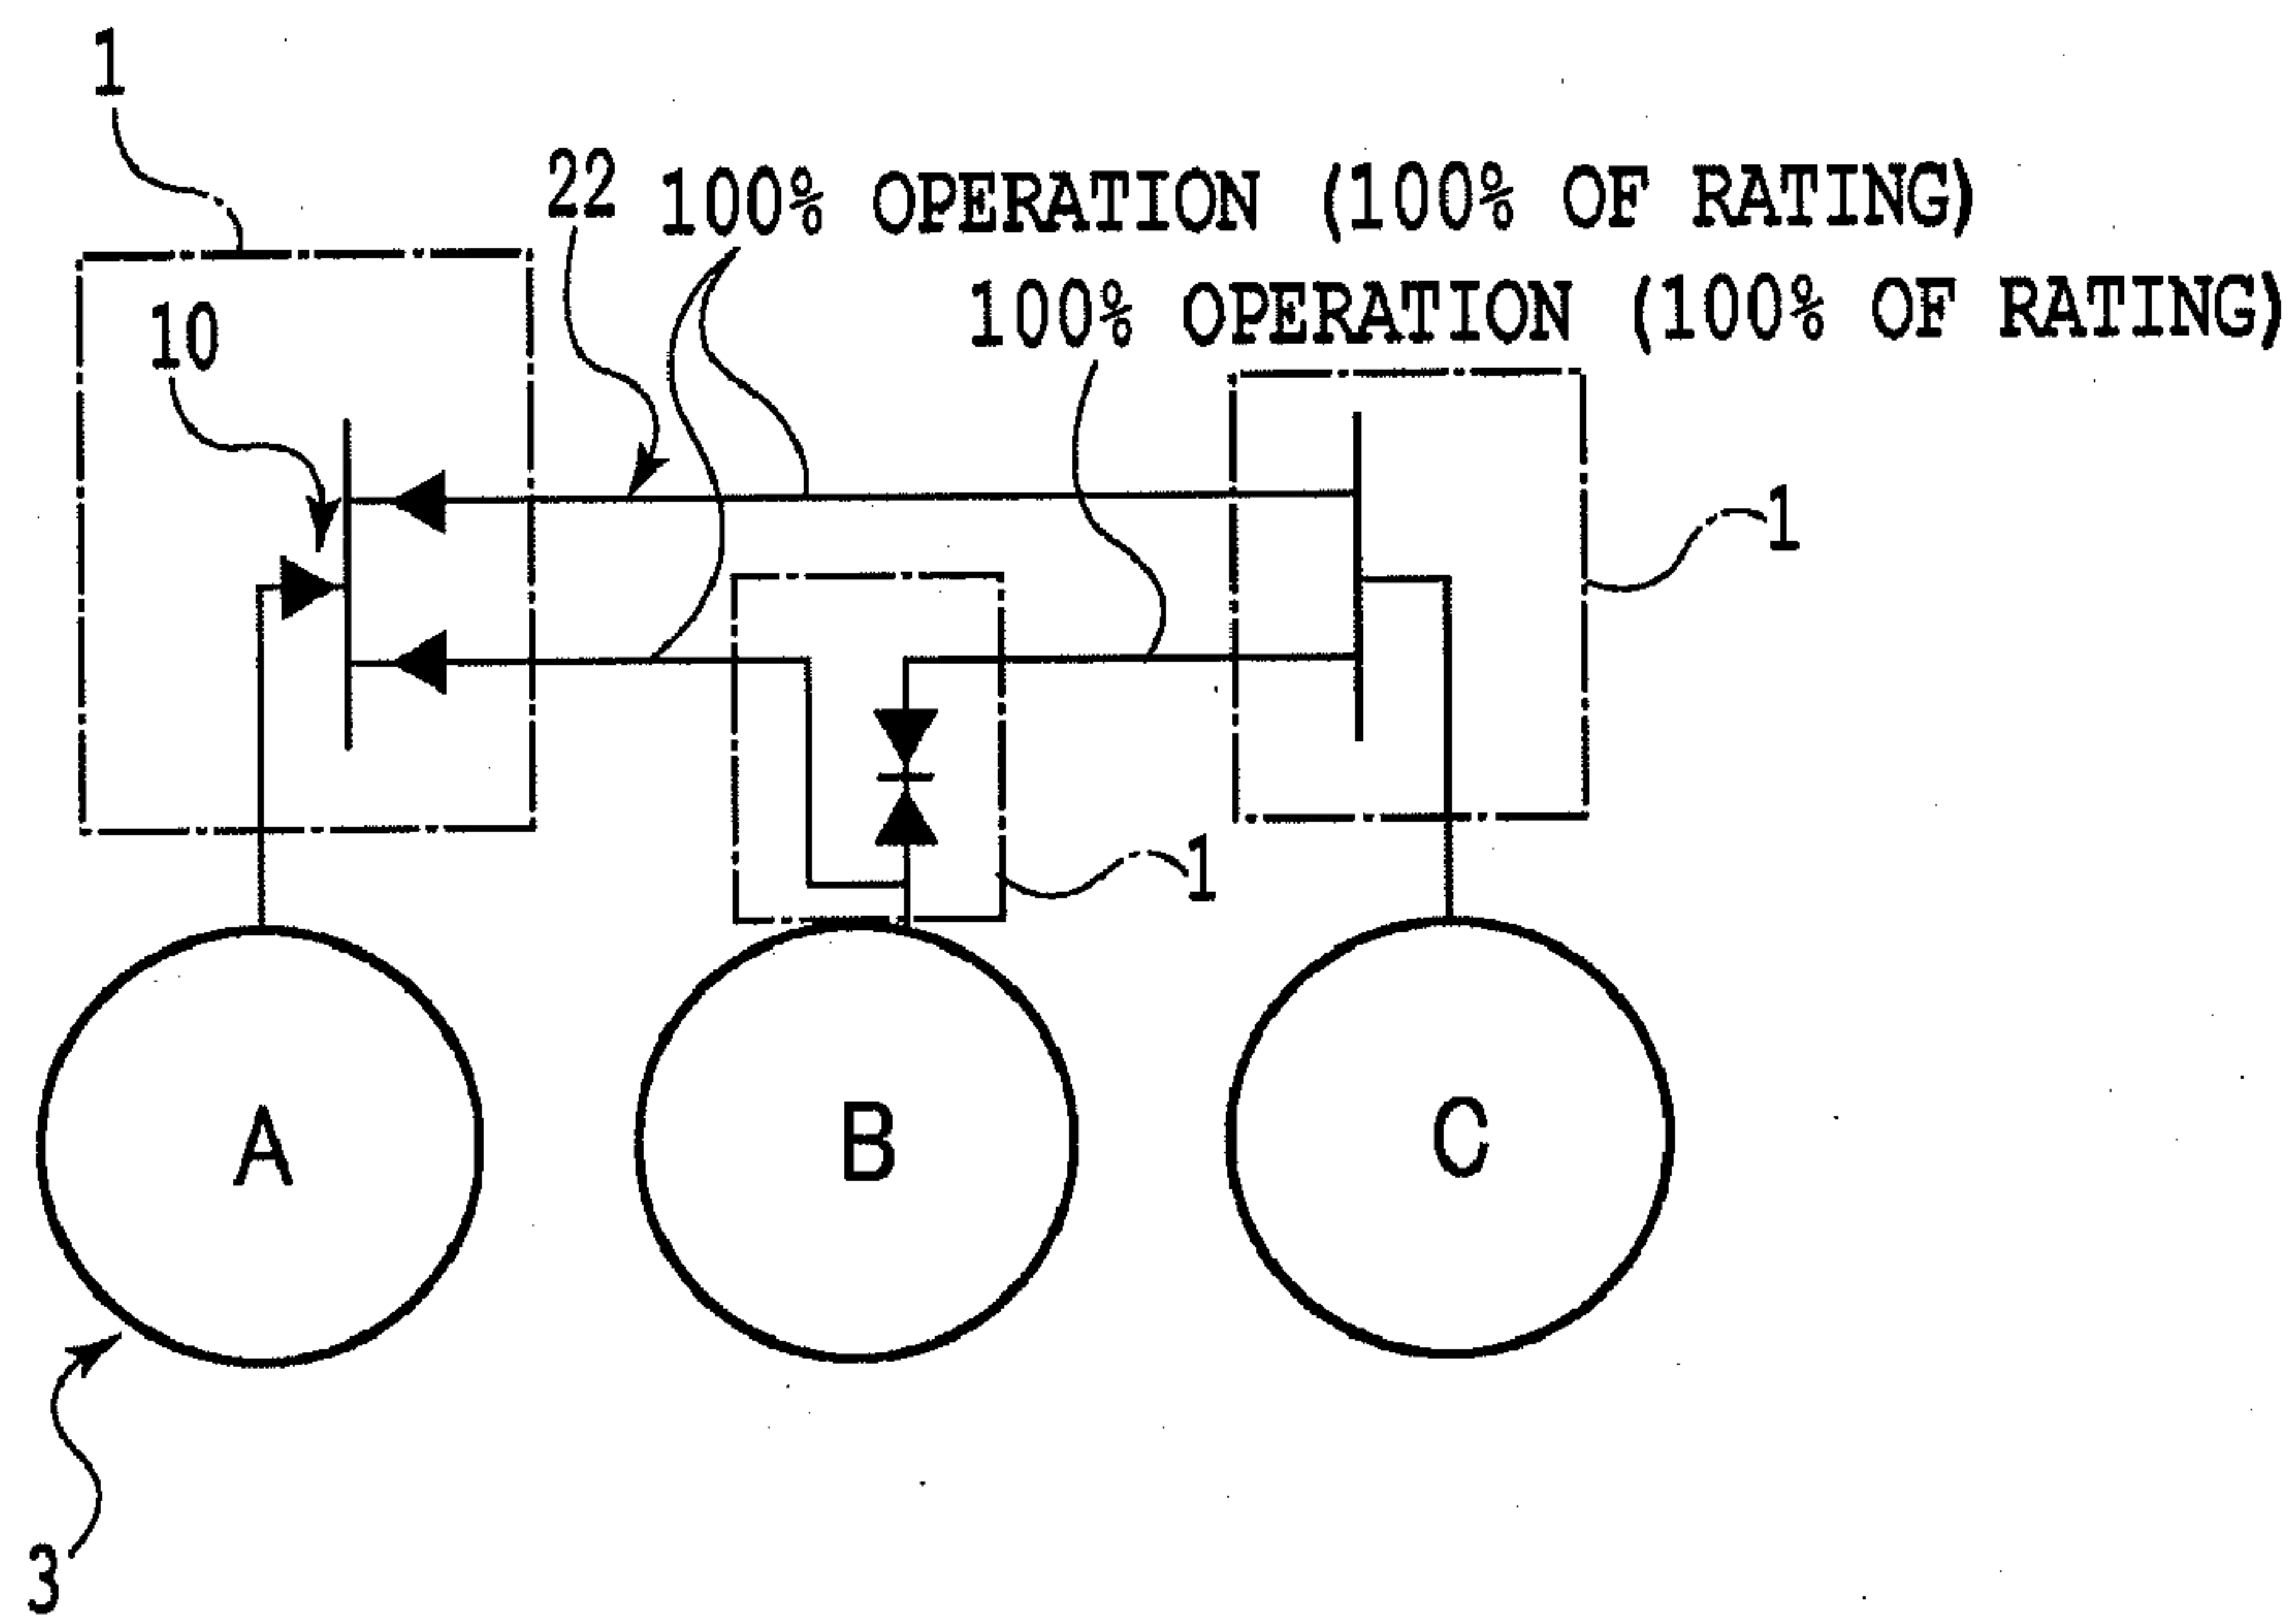 1
22 100% OPERATION (100% OF RATING)
100% OPERATION (100% OF RATING)
10
1
1
A
B
C
3